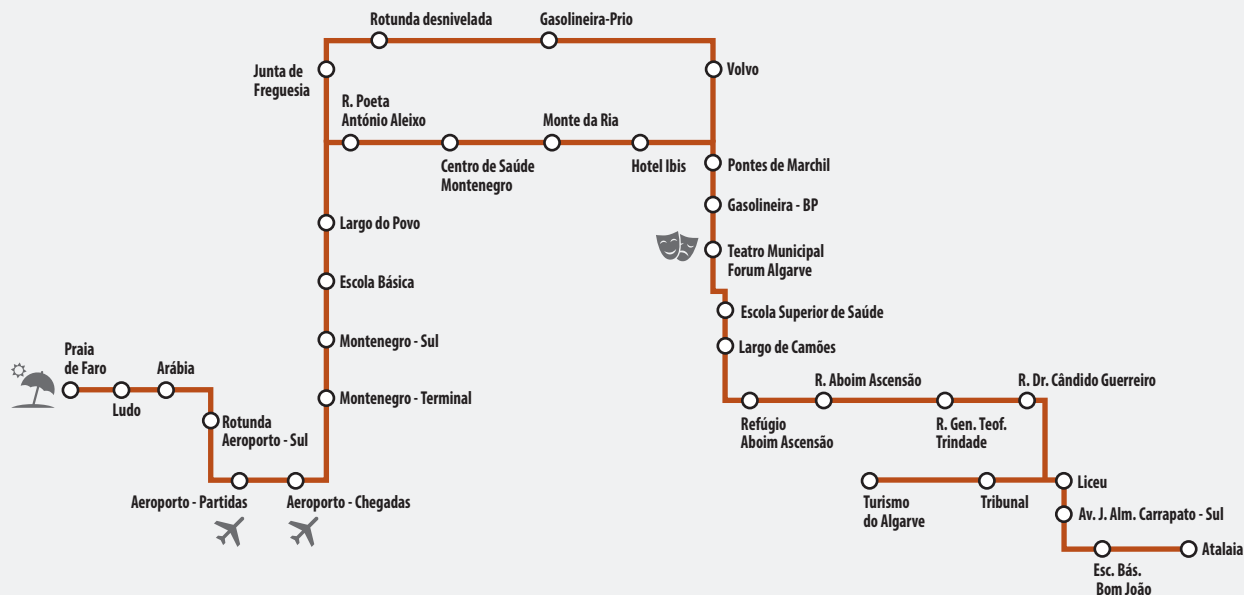 Rotunda desnivelada
Gasolineira-Prio
Junta de
Freguesia
Volvo
R. Poeta
António Aleixo
Centro de Saúde
Montenegro
Monte da Ria
Hotel Ibis
Pontes de Marchil
Gasolineira - BP
Teatro Municipal
Forum Algarve
Largo do Povo
Escola Básica
Montenegro - Sul
Montenegro - Terminal
Praia
de Faro
Ludo
Arábia
Rotunda
Aeroporto - Sul
Aeroporto - Partidas
Aeroporto - Chegadas
Escola Superior de Saúde
Largo de Camões
Refúgio
Aboim Ascensão
R. Aboim Ascensão
R. Gen. Teof.
Trindade
R. Dr. Cândido Guerreiro
Turismo
do Algarve
Tribunal
Liceu
Av. J. Alm. Carrapato - Sul
Esc. Bás.
Bom João
Atalaia